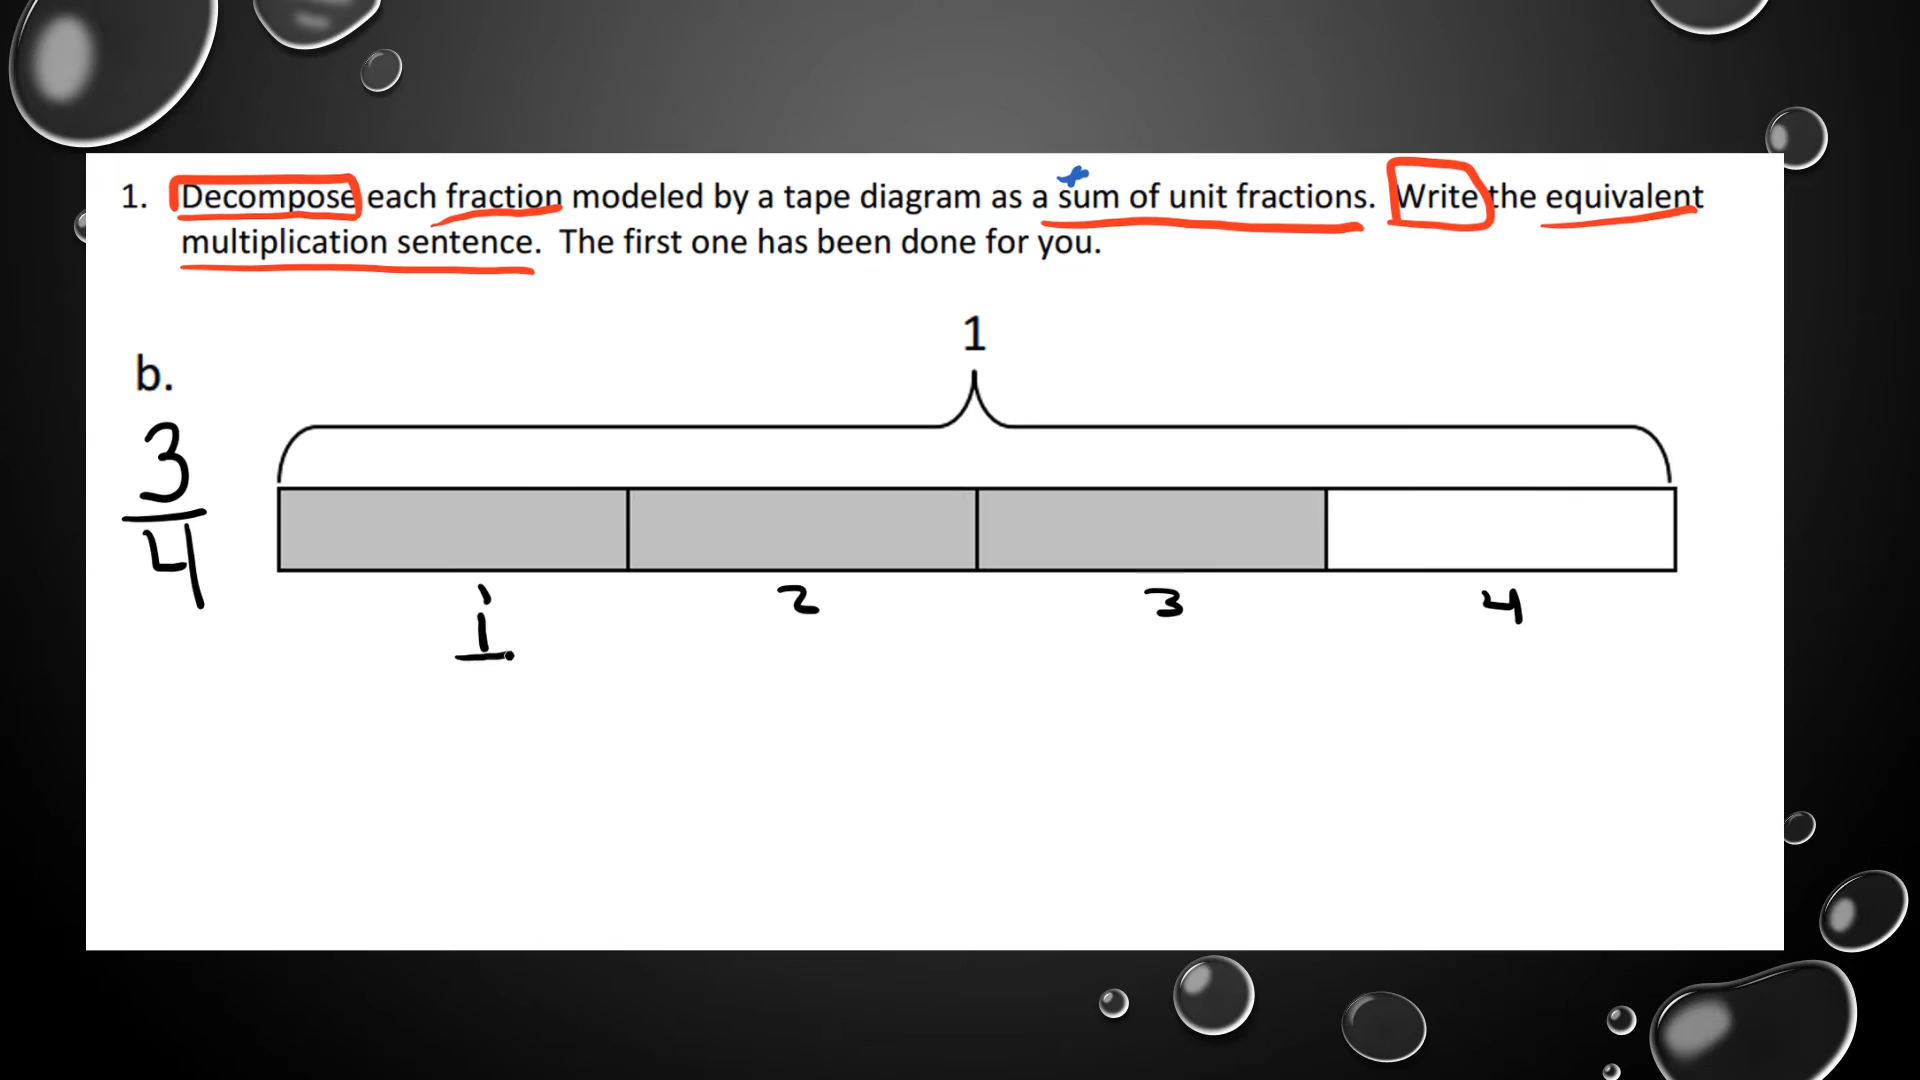 1. Decompose each fraction modeled by a tape diagram as a sum of unit fractions. Write the equivalent
multiplication sentence. The first one has been done for you.
1
b.
3
4
1 2 3 4
1